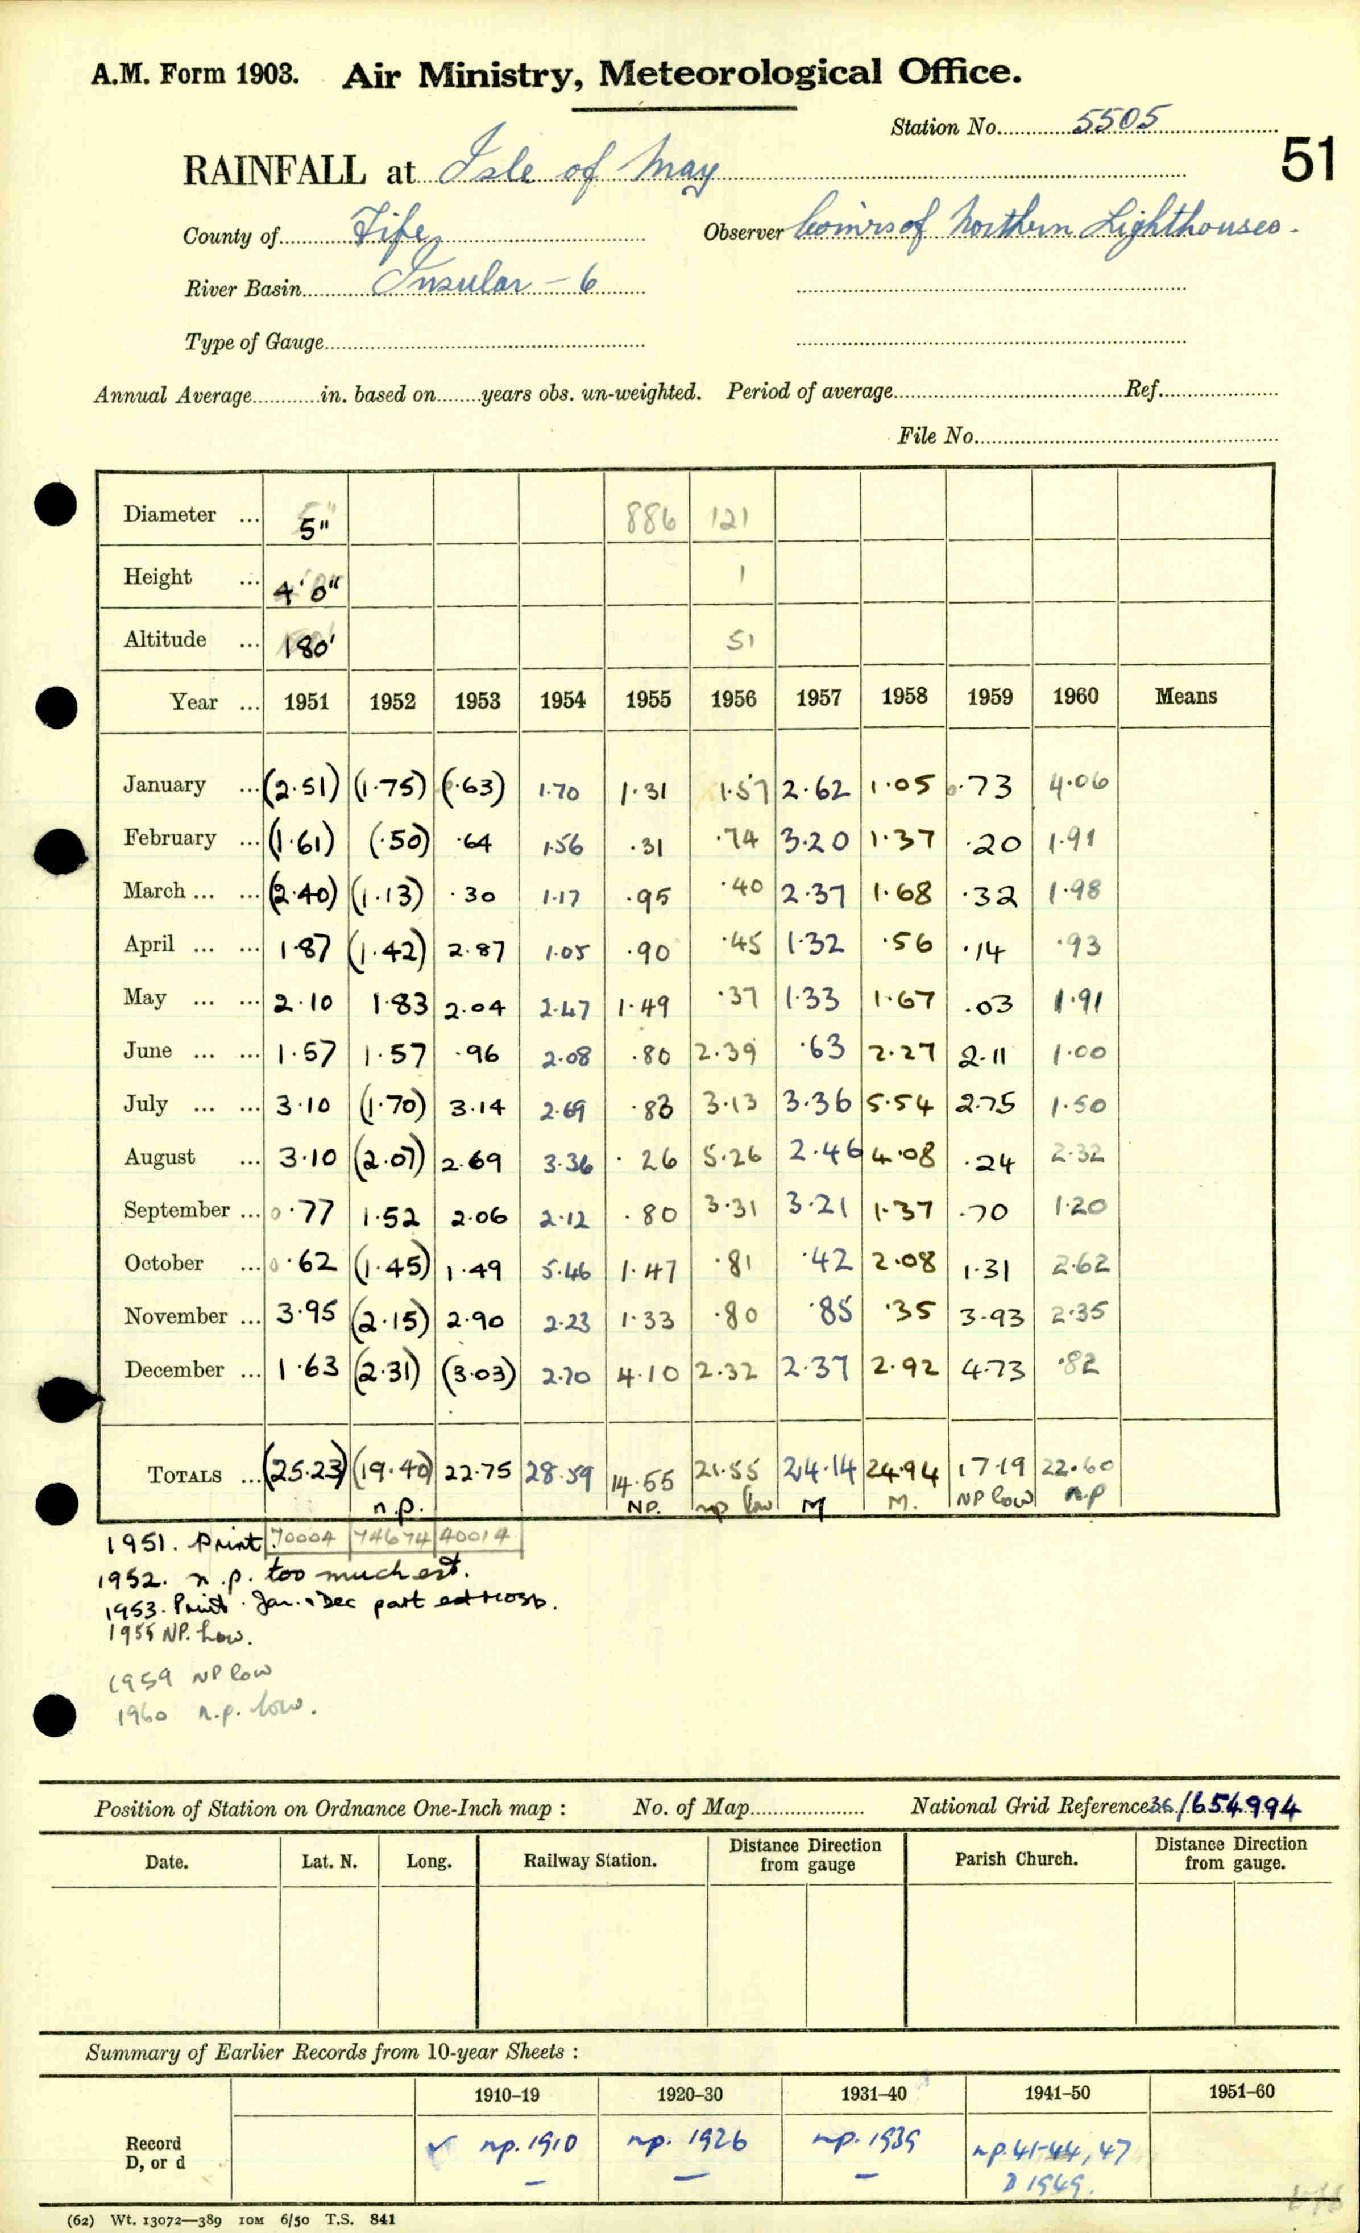 A.M. Form 1903. Air Ministry, Meteorological Office.
Station No. 5505
51
RAINFALL at Isle of May
County of Fife Observer Comrs of Northern Lighthouses.
River Basin Insular - 6
Type of Gauge
Annual Average in. based on years obs. un-weighted. Period of average Ref.
File No.
Diameter ... 5" 886 121
Height ... 4'0" 1
Altitude ... 180' 51
Year ... 1951 1952 1953 1954 1955 1956 1957 1958 1959 1960 Means
January ... (2.51) (1.75) (.63) 1.70 1.31 1.57 2.62 1.05 0.73 4.06
February ... (1.61) (.50) .64 1.56 .31 .74 3.20 1.37 .20 1.91
March ... ... (2.40) (1.13) .30 1.17 .95 .40 2.37 1.68 .32 1.98
April ... ... 1.87 (1.42) 2.87 1.05 .90 .45 1.32 .56 .14 .93
May ... ... 2.10 1.83 2.04 2.47 1.49 .37 1.33 1.67 .03 1.91
June ... ... 1.57 1.57 .96 2.08 .80 2.39 .63 2.27 2.11 1.00
July ... ... 3.10 (1.70) 3.14 2.69 .83 3.13 3.36 5.54 2.75 1.50
August ... 3.10 (2.07) 2.69 3.36 .26 5.26 2.46 4.08 .24 2.32
September ... 0.77 1.52 2.06 2.12 .80 3.31 3.21 1.37 .70 1.20
October ... 0.62 (1.45) 1.49 5.46 1.47 .81 .42 2.08 1.31 2.62
November ... 3.95 (2.15) 2.90 2.23 1.33 .80 .85 .35 3.93 2.35
December ... 1.63 (2.31) (3.03) 2.70 4.10 2.32 2.37 2.92 4.73 .82
TOTALS ... (25.23) (19.40) 22.75 28.59 14.55 21.55 24.14 24.94 17.19 22.60
n.p. NP. np low M M. NP low n.p
1951. Print. 70004 74674 40014
1952. n.p. too much est.
1953. Print. Jan. & Dec part est
1955 NP. Low.
1959 NP low
1960 n.p. low.
Position of Station on Ordnance One-Inch map : No. of Map National Grid Reference 36/654994
Date. Lat. N. Long. Railway Station. Distance Direction from gauge Parish Church. Distance Direction from gauge.
Summary of Earlier Records from 10-year Sheets :
1910–19 1920–30 1931–40 1941–50 1951–60
Record D, or d ✓ np. 1910 np. 1926 np. 1939 np. 41-44, 47
– – – D 1949.
(62) Wt. 13072—389 10M 6/50 T.S. 841